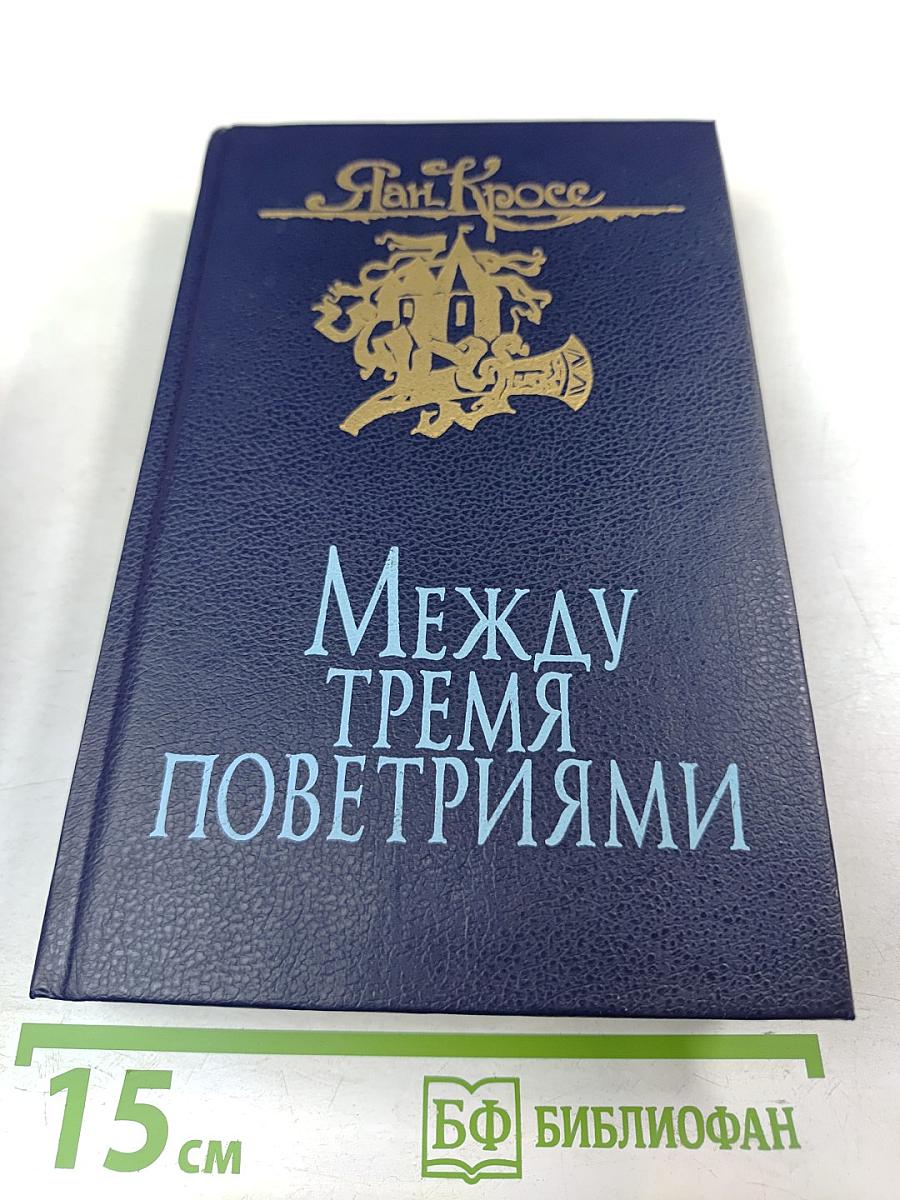 Яан Кросс
Между
тремя
поветриями
15 см
БФ БИБЛИОФАН